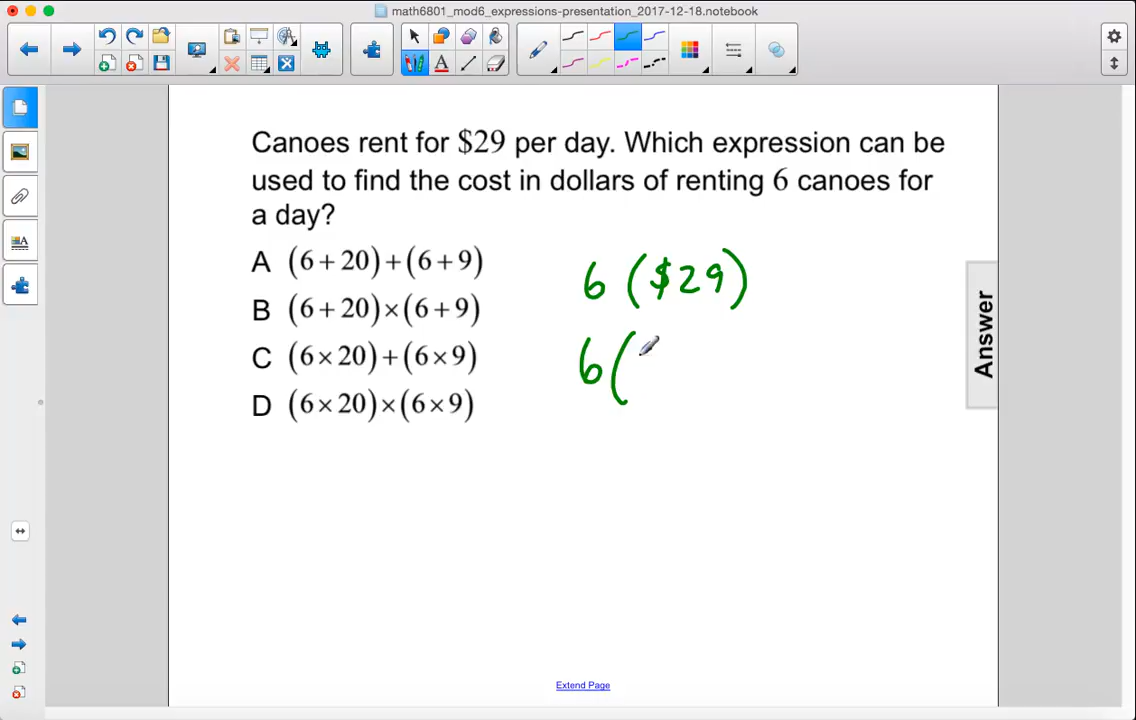 math6801_mod6_expressions-presentation_2017-12-18.notebook
Canoes rent for $29 per day. Which expression can be
used to find the cost in dollars of renting 6 canoes for
a day?
A (6+20)+(6+9)
B (6+20)×(6+9)
C (6×20)+(6×9)
D (6×20)×(6×9)
6 ($29)
6(
Answer
Extend Page